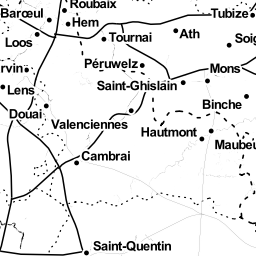 Roubaix
Barœul
Hem
Tubize
Loos
Tournai
Ath
Soig
Péruwelz
Mons
rvin
Lens
Saint-Ghislain
Binche
Douai
Valenciennes
Hautmont
Maubeu
Cambrai
Saint-Quentin